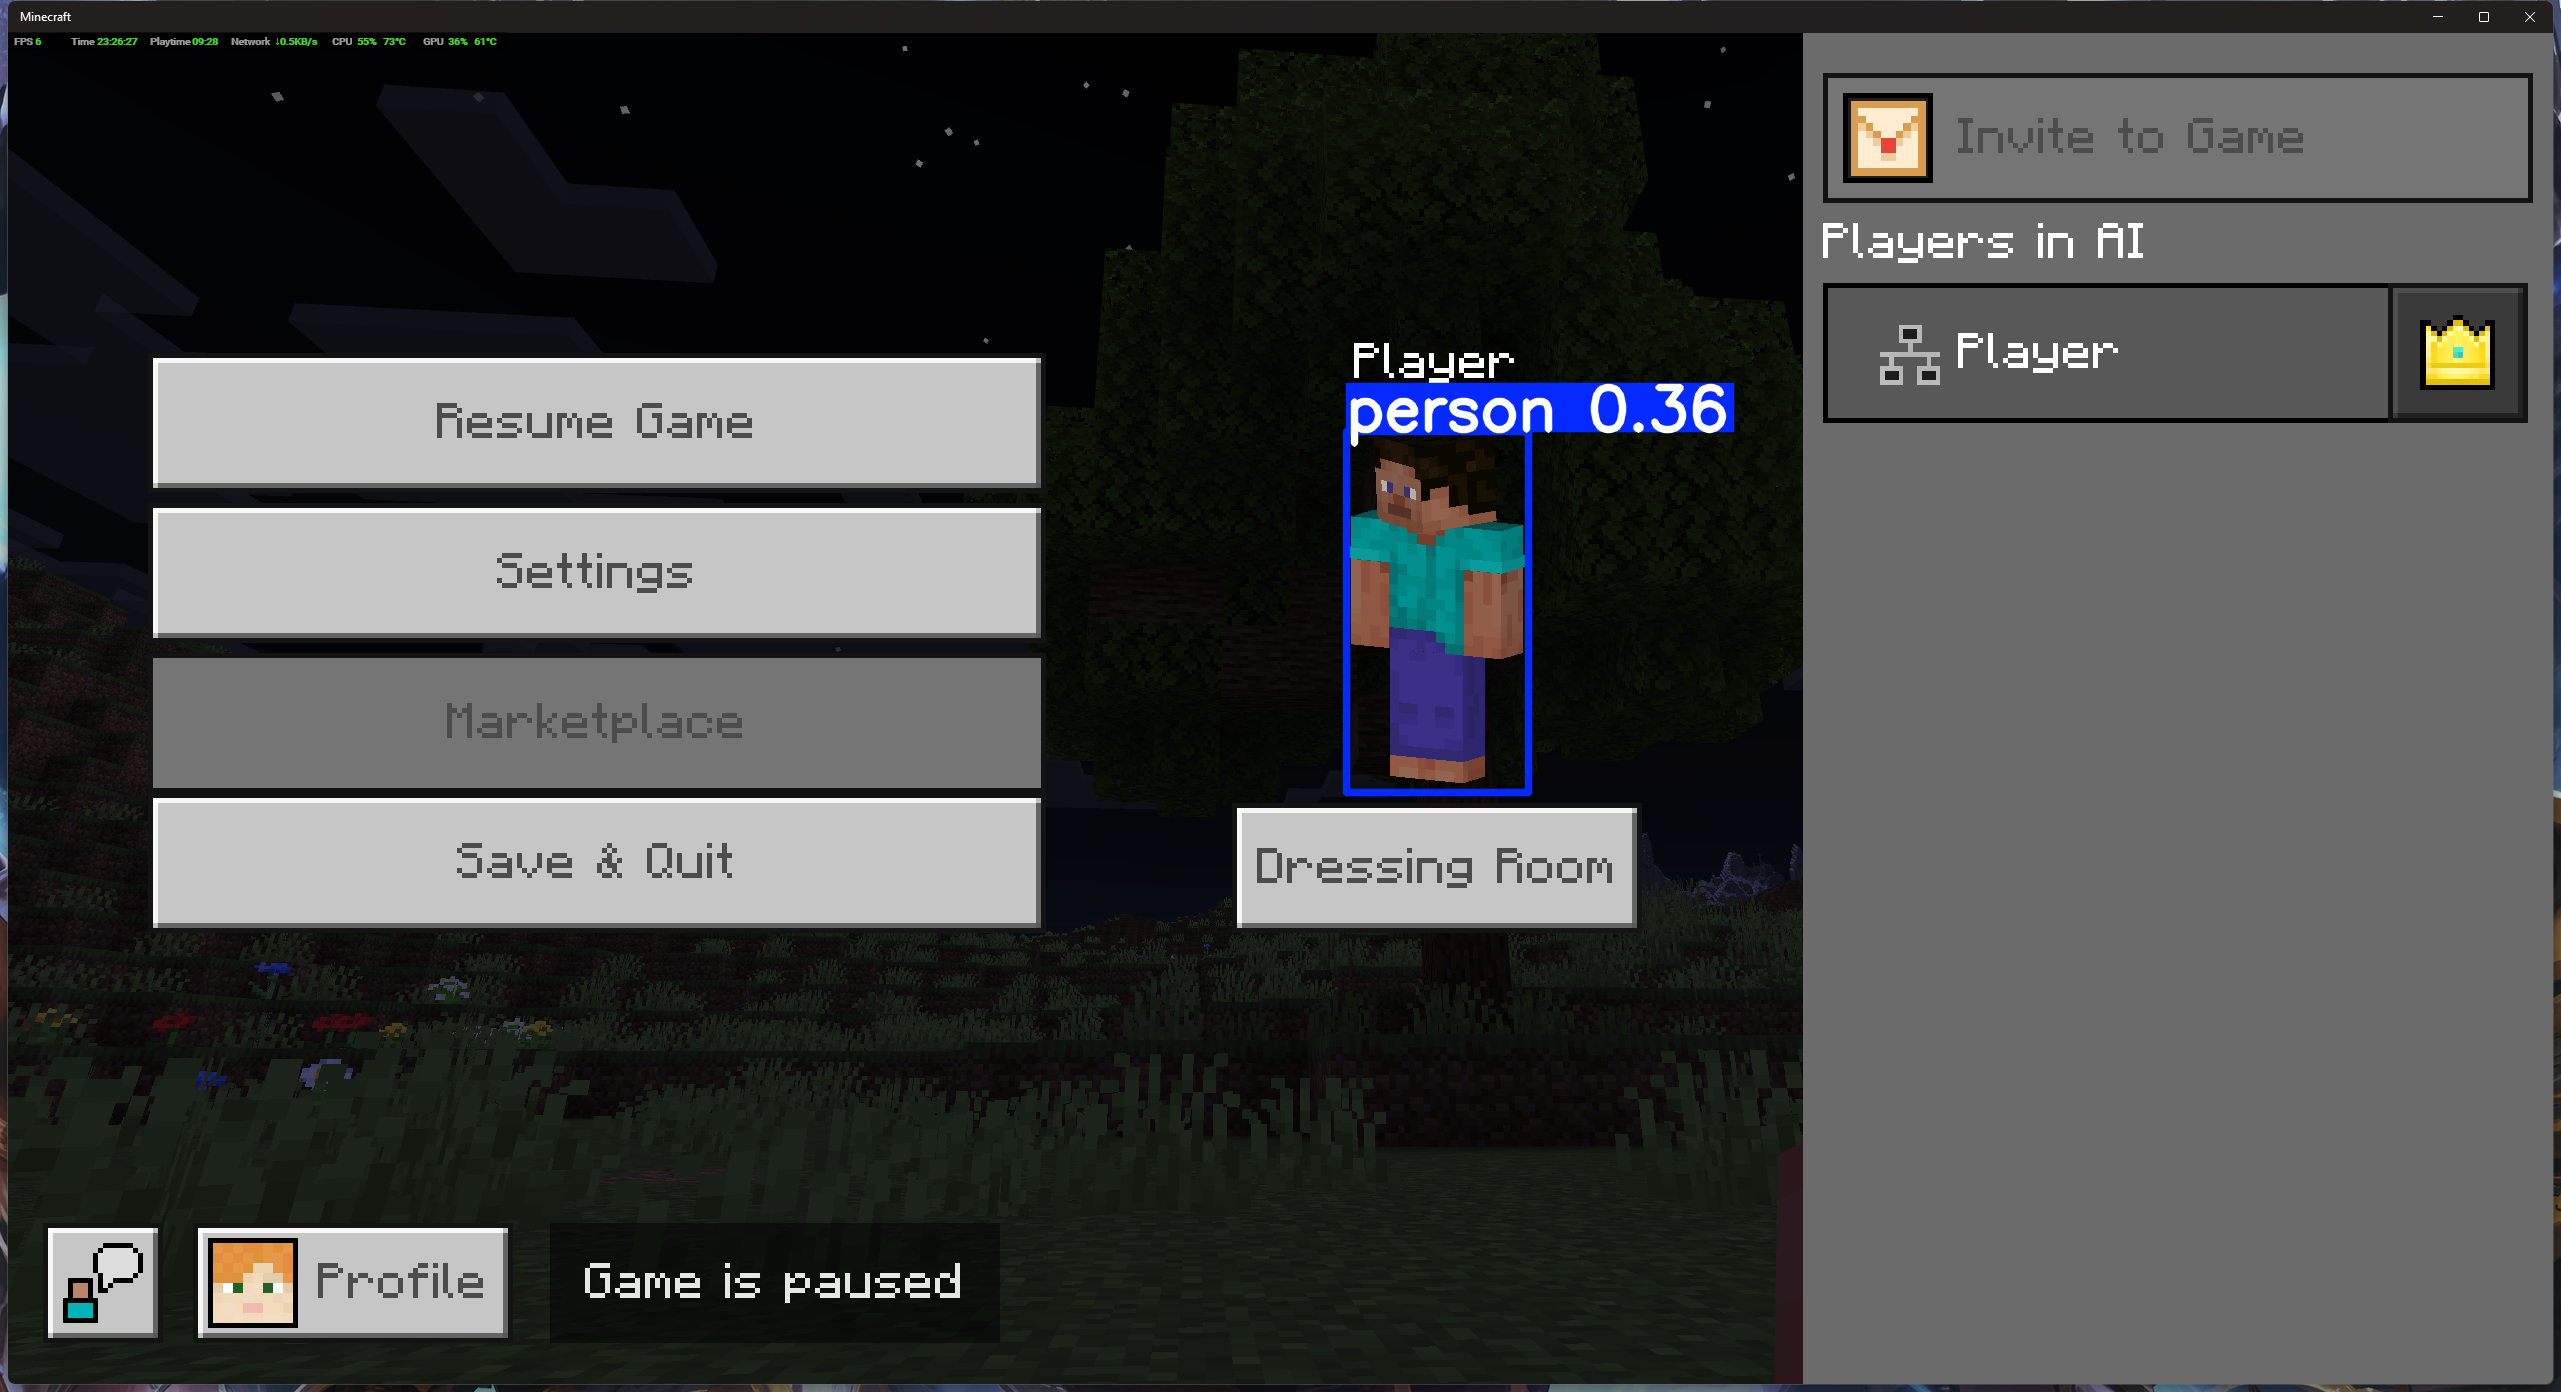 Minecraft
FPS 6 Time 23:26:27 Playtime 09:28 Network ↓0.5KB/s CPU 55% 73°C GPU 36% 61°C
Invite to Game
Players in AI
Player
Player
person 0.36
Resume Game
Settings
Marketplace
Save & Quit
Dressing Room
Profile
Game is paused